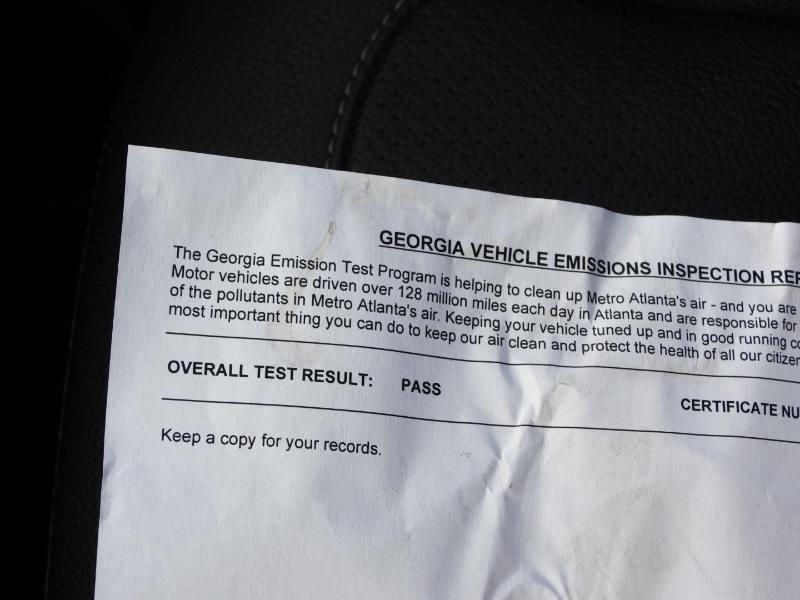 GEORGIA VEHICLE EMISSIONS INSPECTION
The Georgia Emission Test Program is helping to clean up Metro Atlanta's air - and you are
Motor vehicles are driven over 128 million miles each day in Atlanta and are responsible for
of the pollutants in Metro Atlanta's air. Keeping your vehicle tuned up and in good running
most important thing you can do to keep our air clean and protect the health of all our
OVERALL TEST RESULT: PASS
CERTIFICATE
Keep a copy for your records.